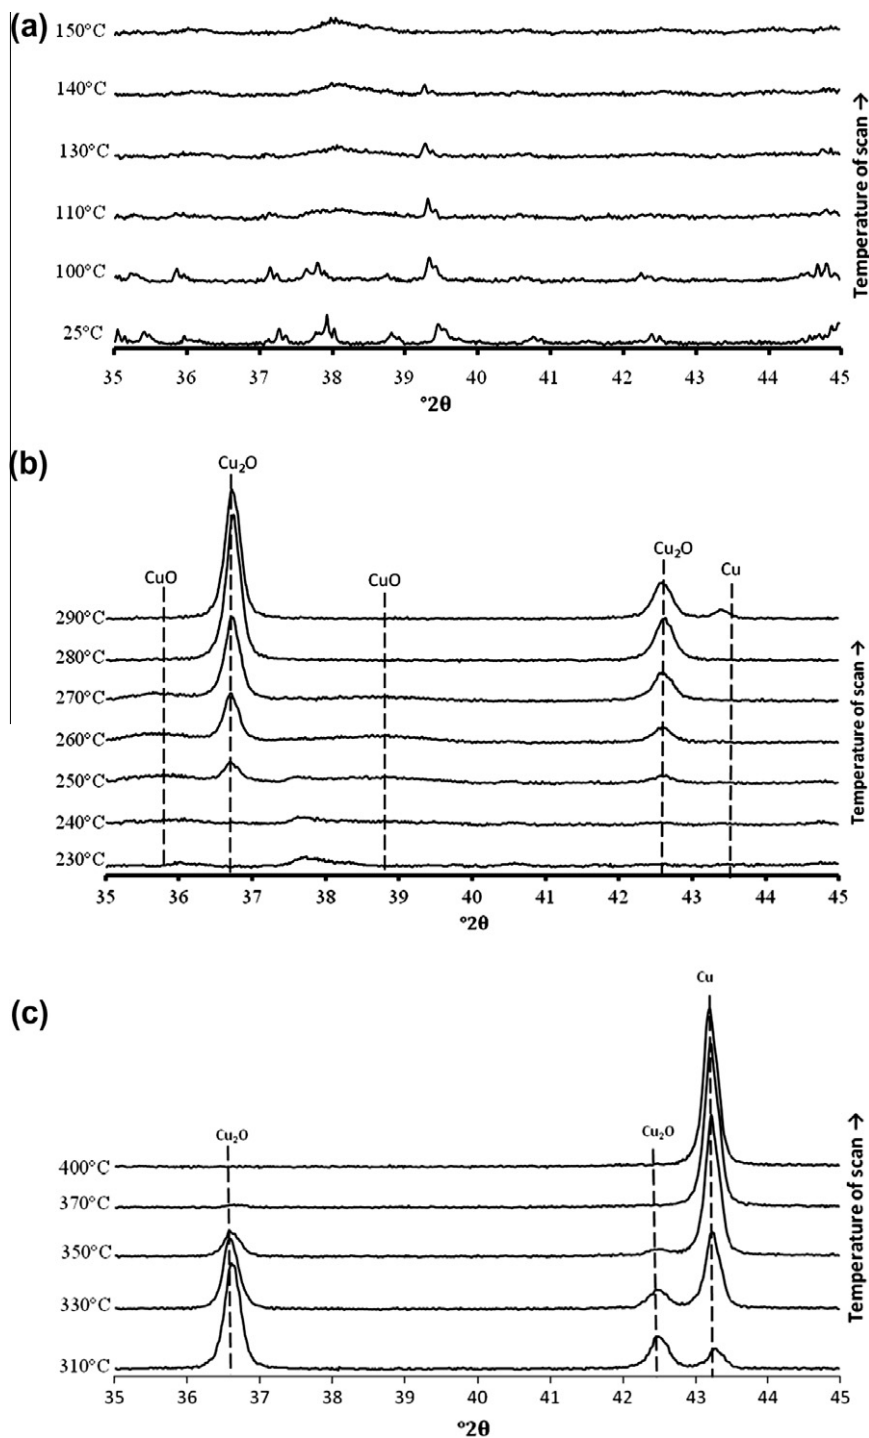 (a)
150°C
140°C
130°C
110°C
100°C
25°C
35 36 37 38 39 40 41 42 43 44 45
°2θ
Temperature of scan →
(b)
Cu₂O
CuO
CuO
Cu₂O
Cu
290°C
280°C
270°C
260°C
250°C
240°C
230°C
35 36 37 38 39 40 41 42 43 44 45
°2θ
Temperature of scan →
(c)
Cu
Cu₂O
Cu₂O
400°C
370°C
350°C
330°C
310°C
35 36 37 38 39 40 41 42 43 44 45
°2θ
Temperature of scan →